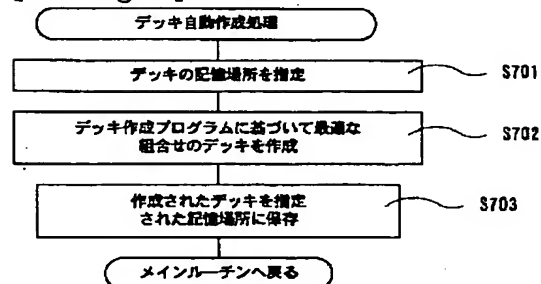 デッキ自動作成処理
デッキの記憶場所を指定
S701
デッキ作成プログラムに基づいて最適な
組合せのデッキを作成
S702
作成されたデッキを指定
された記憶場所に保存
S703
メインルーチンへ戻る